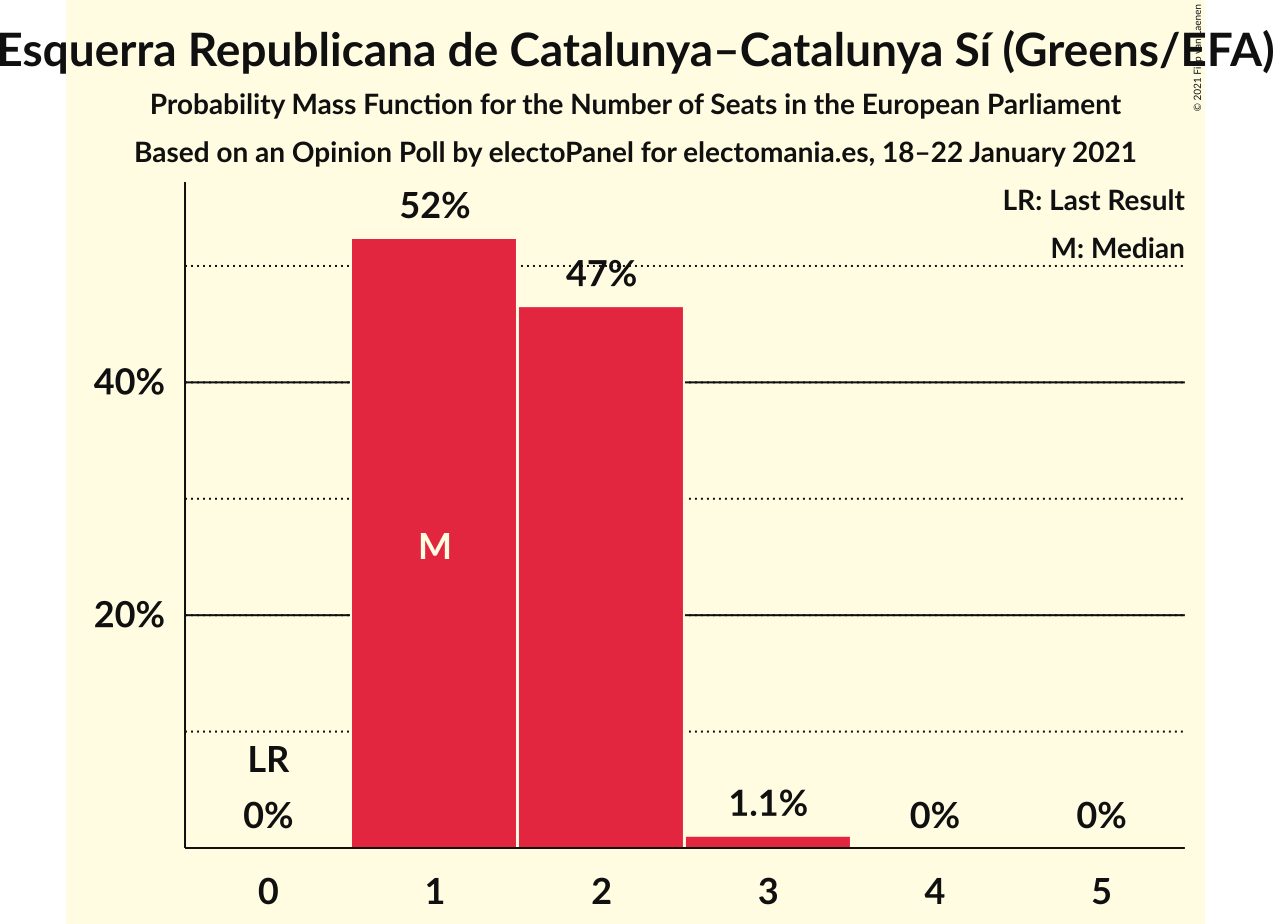 Esquerra Republicana de Catalunya–Catalunya Sí (Greens/EFA)
Probability Mass Function for the Number of Seats in the European Parliament
Based on an Opinion Poll by electoPanel for electomania.es, 18–22 January 2021
© 2021
LR: Last Result
M: Median
52%
47%
40%
M
20%
LR
0%
1.1%
0%
0%
0
1
2
3
4
5